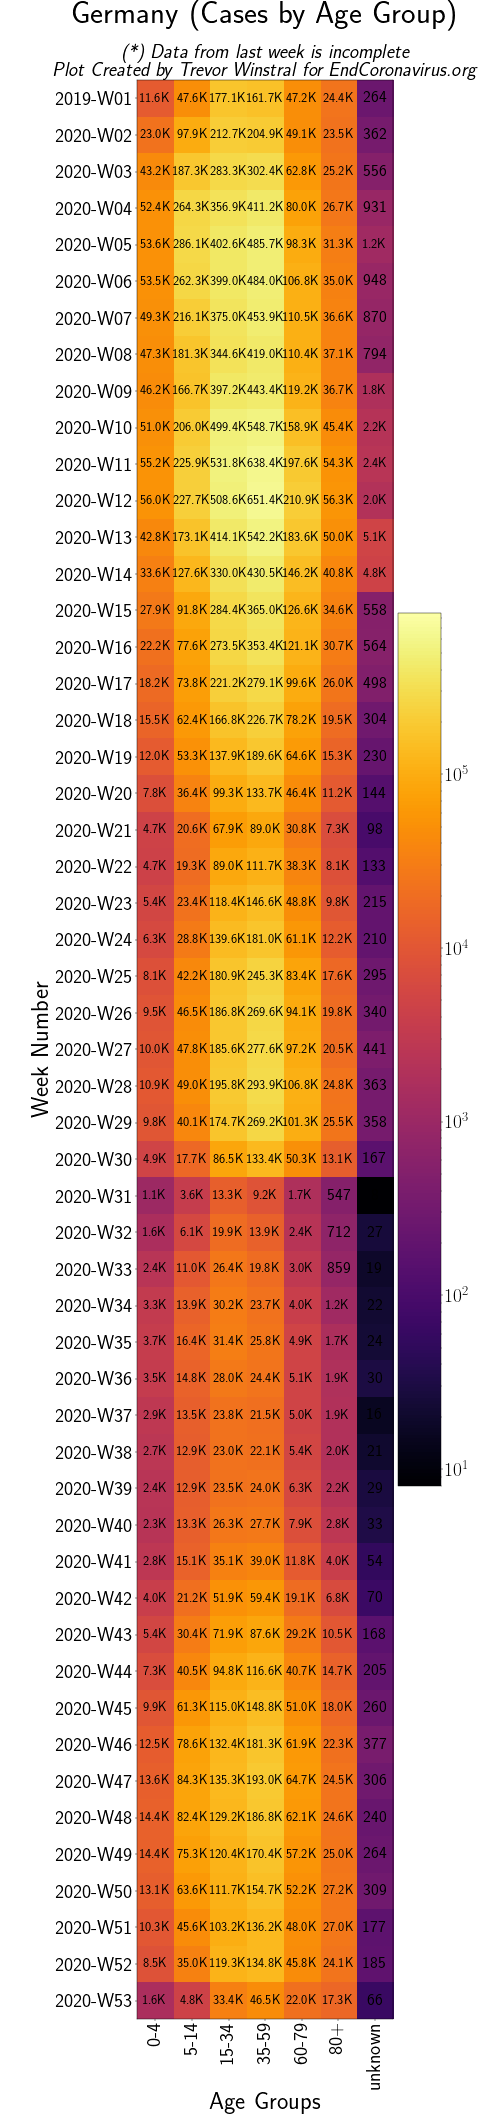 Germany (Cases by Age Group)
(*) Data from last week is incomplete
Plot Created by Trevor Winstral for EndCoronavirus.org
2019-W01 11.6K 47.6K 177.1K 161.7K 47.2K 24.4K 264
2020-W02 23.0K 97.9K 212.7K 204.9K 49.1K 23.5K 362
2020-W03 43.2K 187.3K 283.3K 302.4K 62.8K 25.2K 556
2020-W04 52.4K 264.3K 356.9K 411.2K 80.0K 26.7K 931
2020-W05 53.6K 286.1K 402.6K 485.7K 98.3K 31.3K 1.2K
2020-W06 53.5K 262.3K 399.0K 484.0K 106.8K 35.0K 948
2020-W07 49.3K 216.1K 375.0K 453.9K 110.5K 36.6K 870
2020-W08 47.3K 181.3K 344.6K 419.0K 110.4K 37.1K 794
2020-W09 46.2K 166.7K 397.2K 443.4K 119.2K 36.7K 1.8K
2020-W10 51.0K 206.0K 499.4K 548.7K 158.9K 45.4K 2.2K
2020-W11 55.2K 225.9K 531.8K 638.4K 197.6K 54.3K 2.4K
2020-W12 56.0K 227.7K 508.6K 651.4K 210.9K 56.3K 2.0K
2020-W13 42.8K 173.1K 414.1K 542.2K 183.6K 50.0K 5.1K
2020-W14 33.6K 127.6K 330.0K 430.5K 146.2K 40.8K 4.8K
2020-W15 27.9K 91.8K 284.4K 365.0K 126.6K 34.6K 558
2020-W16 22.2K 77.6K 273.5K 353.4K 121.1K 30.7K 564
2020-W17 18.2K 73.8K 221.2K 279.1K 99.6K 26.0K 498
2020-W18 15.5K 62.4K 166.8K 226.7K 78.2K 19.5K 304
2020-W19 12.0K 53.3K 137.9K 189.6K 64.6K 15.3K 230
2020-W20 7.8K 36.4K 99.3K 133.7K 46.4K 11.2K 144
2020-W21 4.7K 20.6K 67.9K 89.0K 30.8K 7.3K 98
2020-W22 4.7K 19.3K 89.0K 111.7K 38.3K 8.1K 133
2020-W23 5.4K 23.4K 118.4K 146.6K 48.8K 9.8K 215
2020-W24 6.3K 28.8K 139.6K 181.0K 61.1K 12.2K 210
2020-W25 8.1K 42.2K 180.9K 245.3K 83.4K 17.6K 295
2020-W26 9.5K 46.5K 186.8K 269.6K 94.1K 19.8K 340
2020-W27 10.0K 47.8K 185.6K 277.6K 97.2K 20.5K 441
2020-W28 10.9K 49.0K 195.8K 293.9K 106.8K 24.8K 363
2020-W29 9.8K 40.1K 174.7K 269.2K 101.3K 25.5K 358
2020-W30 4.9K 17.7K 86.5K 133.4K 50.3K 13.1K 167
2020-W31 1.1K 3.6K 13.3K 9.2K 1.7K 547
2020-W32 1.6K 6.1K 19.9K 13.9K 2.4K 712 27
2020-W33 2.4K 11.0K 26.4K 19.8K 3.0K 859 19
2020-W34 3.3K 13.9K 30.2K 23.7K 4.0K 1.2K 22
2020-W35 3.7K 16.4K 31.4K 25.8K 4.9K 1.7K 24
2020-W36 3.5K 14.8K 28.0K 24.4K 5.1K 1.9K 30
2020-W37 2.9K 13.5K 23.8K 21.5K 5.0K 1.9K 16
2020-W38 2.7K 12.9K 23.0K 22.1K 5.4K 2.0K 21
2020-W39 2.4K 12.9K 23.5K 24.0K 6.3K 2.2K 29
2020-W40 2.3K 13.3K 26.3K 27.7K 7.9K 2.8K 33
2020-W41 2.8K 15.1K 35.1K 39.0K 11.8K 4.0K 54
2020-W42 4.0K 21.2K 51.9K 59.4K 19.1K 6.8K 70
2020-W43 5.4K 30.4K 71.9K 87.6K 29.2K 10.5K 168
2020-W44 7.3K 40.5K 94.8K 116.6K 40.7K 14.7K 205
2020-W45 9.9K 61.3K 115.0K 148.8K 51.0K 18.0K 260
2020-W46 12.5K 78.6K 132.4K 181.3K 61.9K 22.3K 377
2020-W47 13.6K 84.3K 135.3K 193.0K 64.7K 24.5K 306
2020-W48 14.4K 82.4K 129.2K 186.8K 62.1K 24.6K 240
2020-W49 14.4K 75.3K 120.4K 170.4K 57.2K 25.0K 264
2020-W50 13.1K 63.6K 111.7K 154.7K 52.2K 27.2K 309
2020-W51 10.3K 45.6K 103.2K 136.2K 48.0K 27.0K 177
2020-W52 8.5K 35.0K 119.3K 134.8K 45.8K 24.1K 185
2020-W53 1.6K 4.8K 33.4K 46.5K 22.0K 17.3K 66
0-4 5-14 15-34 35-59 60-79 80+ unknown
Age Groups
Week Number
10^5
10^4
10^3
10^2
10^1